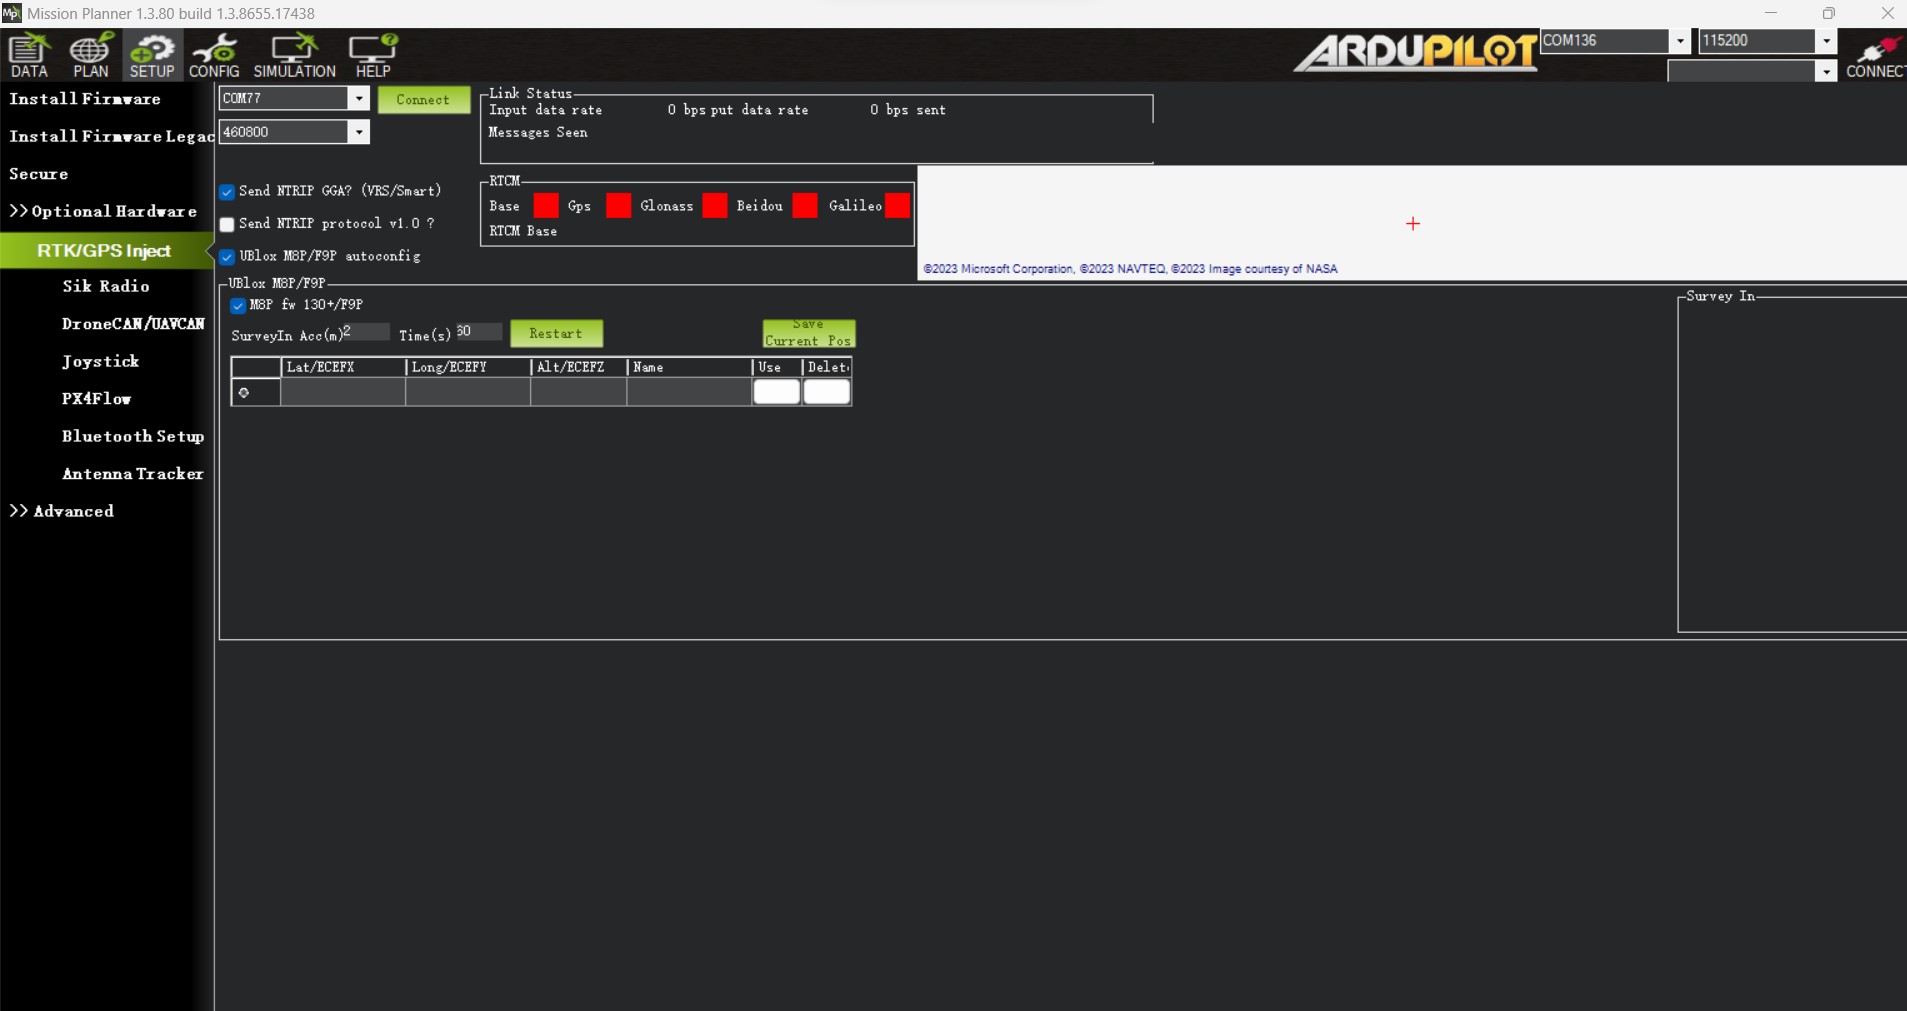 Mission Planner 1.3.80 build 1.3.8655.17438
DATA PLAN SETUP CONFIG SIMULATION HELP
ARDUPILOT
COM136 115200
CONNEC
Install Firmware
Install Firmware Legac
Secure
>> Optional Hardware
RTK/GPS Inject
Sik Radio
DroneCAN/UAVCAN
Joystick
PX4Flow
Bluetooth Setup
Antenna Tracker
>> Advanced
COM77 Connect
460800
Link Status
Input data rate 0 bps put data rate 0 bps sent
Messages Seen
Send NTRIP GGA? (VRS/Smart)
Send NTRIP protocol v1.0 ?
UBlox M8P/F9P autoconfig
RTCM
Base Gps Glonass Beidou Galileo
RTCM Base
©2023 Microsoft Corporation, ©2023 NAVTEQ, ©2023 Image courtesy of NASA
UBlox M8P/F9P
M8P fw 130+/F9P
SurveyIn Acc(m) 2 Time(s) 60 Restart Save Current Pos
Lat/ECEFX Long/ECEFY Alt/ECEFZ Name Use Delet
Survey In